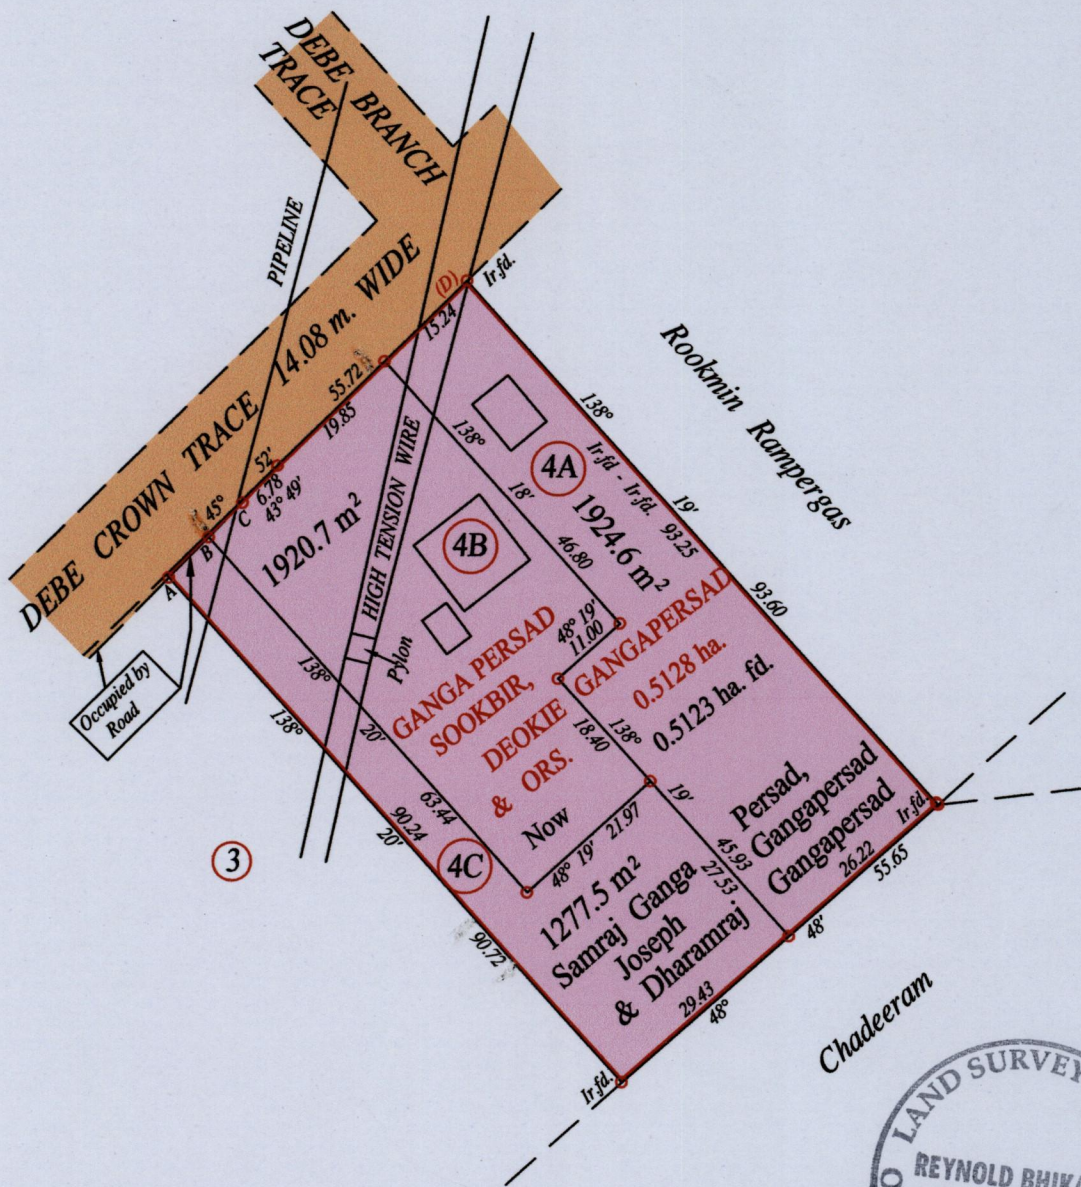 DEBE BRANCH
TRACE
PIPELINE
DEBE CROWN TRACE 14.08 m. WIDE
(D)
Ir.fd.
15.24
55.72
19.85
52'
6.78
43° 49'
45°
C
B
A
Occupied by
Road
HIGH TENSION WIRE
Pylon
Rookmin Rampergas
138°
Ir.fd - Ir.fd.
19'
93.25
93.60
4A
1924.6 m²
138°
18'
46.80
48° 19'
11.00
1920.7 m²
4B
GANGA PERSAD
SOOKBIR,
DEOKIE GANGAPERSAD
& ORS.
0.5128 ha.
0.5123 ha. fd.
Now
138°
18.40
19'
45.93
27.53
48° 19' 21.97
138°
20'
63.44
138°
90.24
20'
90.72
3
4C
1277.5 m²
Samraj Ganga Persad,
Joseph Gangapersad
& Dharamraj Gangapersad
Ir.fd.
26.22
55.65
48'
29.43
48°
Ir.fd.
Chadeeram
LAND SURVEY
REYNOLD